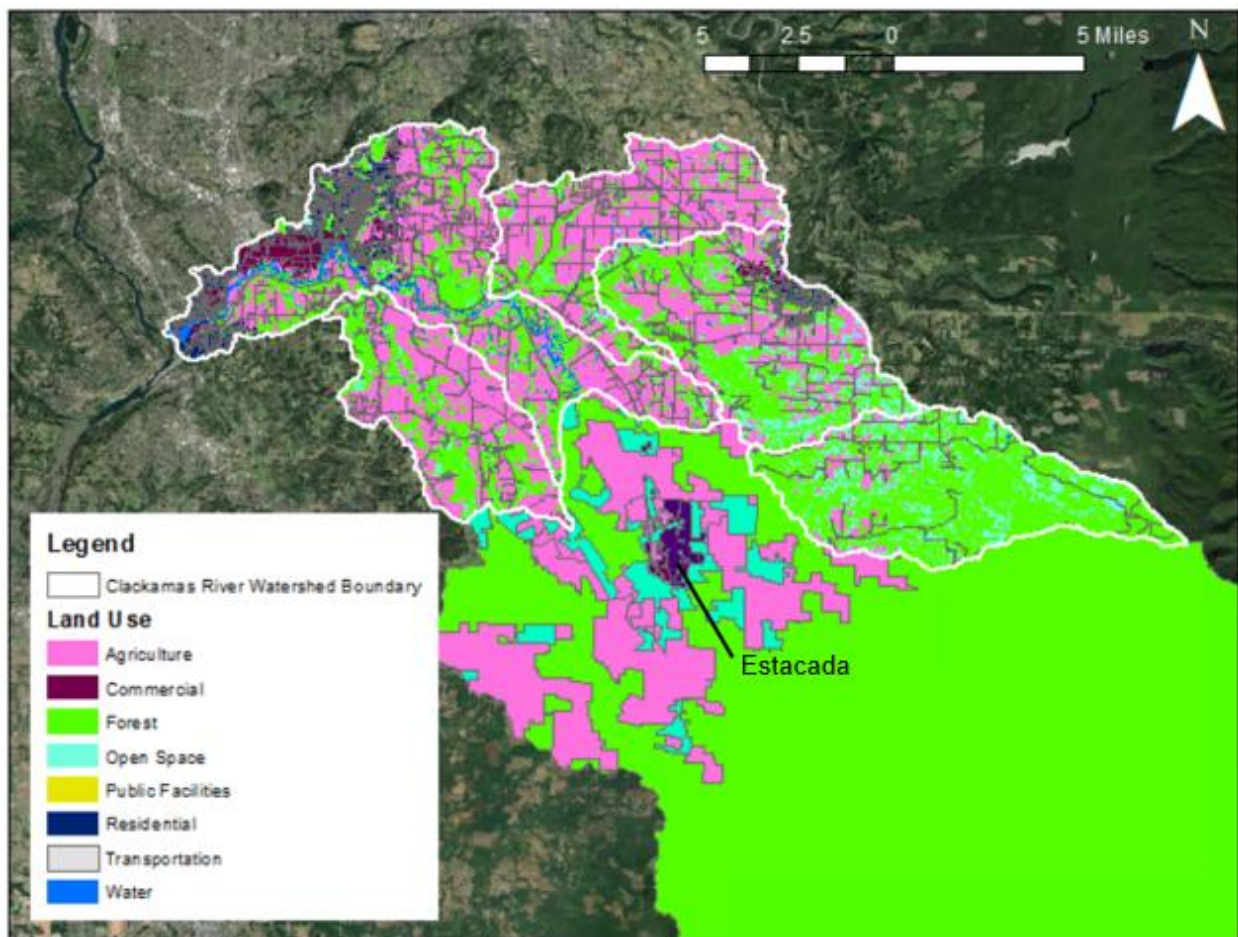 5 2.5 0 5 Miles
N
Estacada
Legend
Clackamas River Watershed Boundary
Land Use
Agriculture
Commercial
Forest
Open Space
Public Facilities
Residential
Transportation
Water